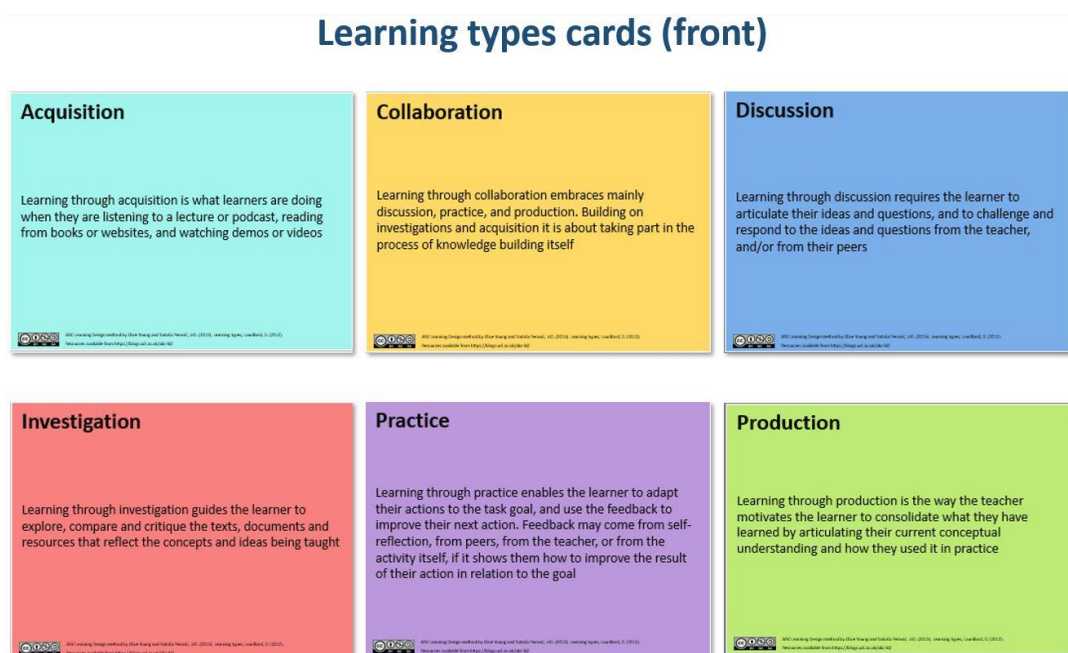 Learning types cards (front)
Acquisition
Learning through acquisition is what learners are doing
when they are listening to a lecture or podcast, reading
from books or websites, and watching demos or videos
Collaboration
Learning through collaboration embraces mainly
discussion, practice, and production. Building on
investigations and acquisition it is about taking part in the
process of knowledge building itself
Discussion
Learning through discussion requires the learner to
articulate their ideas and questions, and to challenge and
respond to the ideas and questions from the teacher,
and/or from their peers
Investigation
Learning through investigation guides the learner to
explore, compare and critique the texts, documents and
resources that reflect the concepts and ideas being taught
Practice
Learning through practice enables the learner to adapt
their actions to the task goal, and use the feedback to
improve their next action. Feedback may come from self-
reflection, from peers, from the teacher, or from the
activity itself, if it shows them how to improve the result
of their action in relation to the goal
Production
Learning through production is the way the teacher
motivates the learner to consolidate what they have
learned by articulating their current conceptual
understanding and how they used it in practice